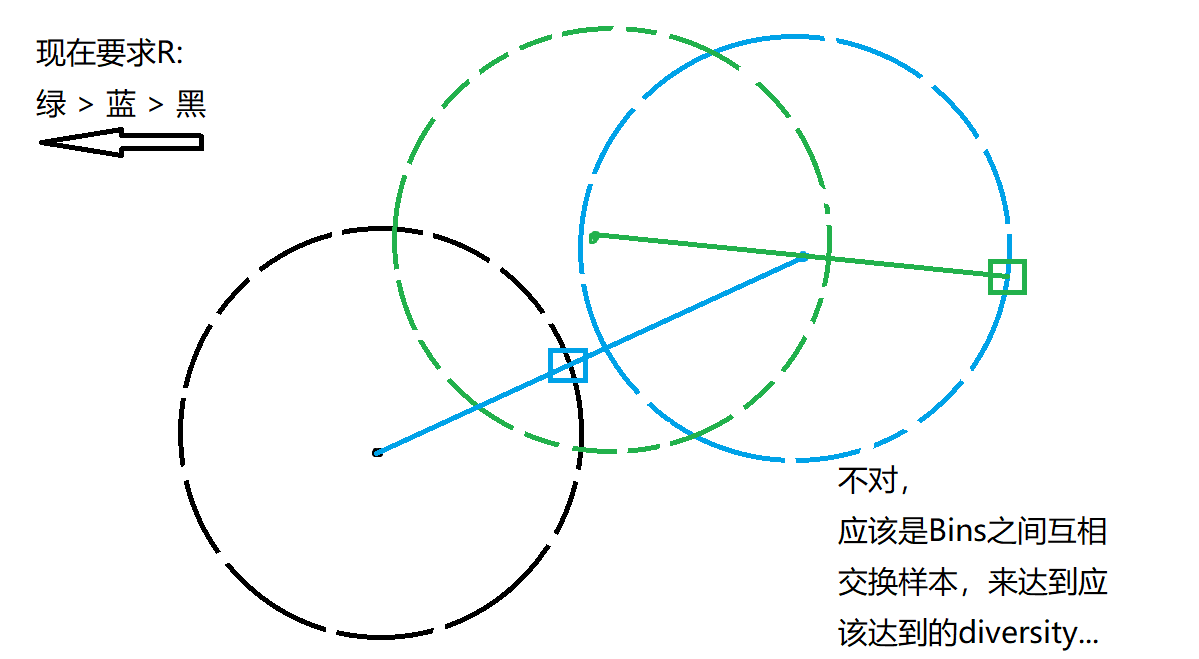 现在要求R:
绿 > 蓝 > 黑
不对，
应该是Bins之间互相
交换样本，来达到应
该达到的diversity...